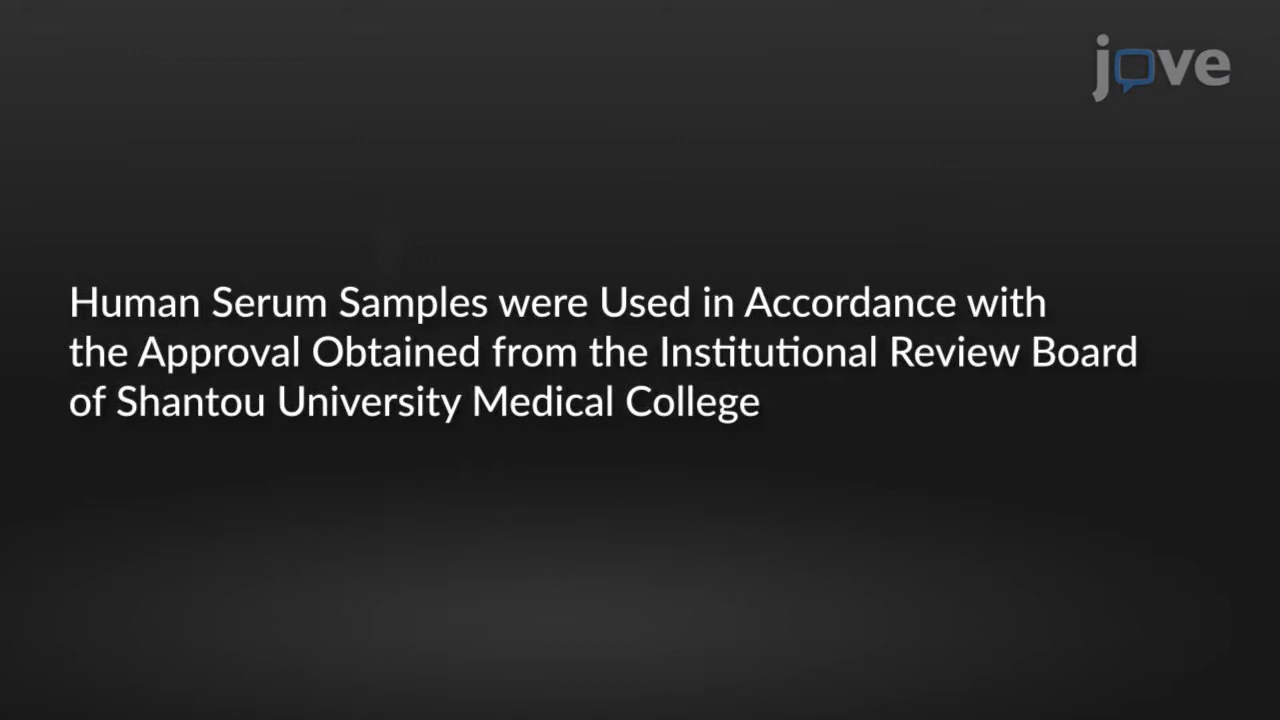 jove
Human Serum Samples were Used in Accordance with
the Approval Obtained from the Institutional Review Board
of Shantou University Medical College